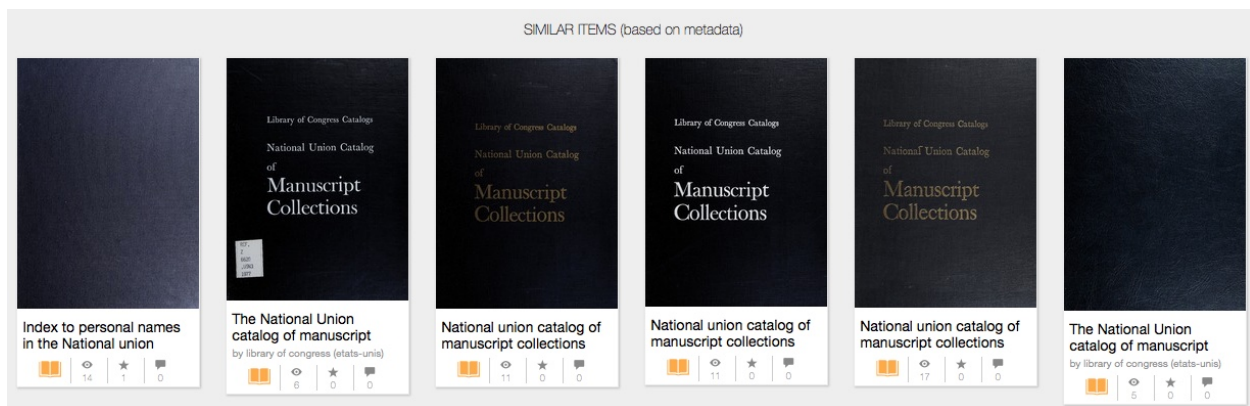 SIMILAR ITEMS (based on metadata)
Library of Congress Catalogs
National Union Catalog
of
Manuscript
Collections
Index to personal names
in the National union
14
1
0
Library of Congress Catalogs
National Union Catalog
of
Manuscript
Collections
The National Union
catalog of manuscript
by library of congress (etats-unis)
6
0
0
Library of Congress Catalogs
National Union Catalog
of
Manuscript
Collections
National union catalog of
manuscript collections
11
0
0
Library of Congress Catalogs
National Union Catalog
of
Manuscript
Collections
National union catalog of
manuscript collections
11
0
0
National union catalog of
manuscript collections
17
0
0
The National Union
catalog of manuscript
by library of congress (etats-unis)
5
0
0